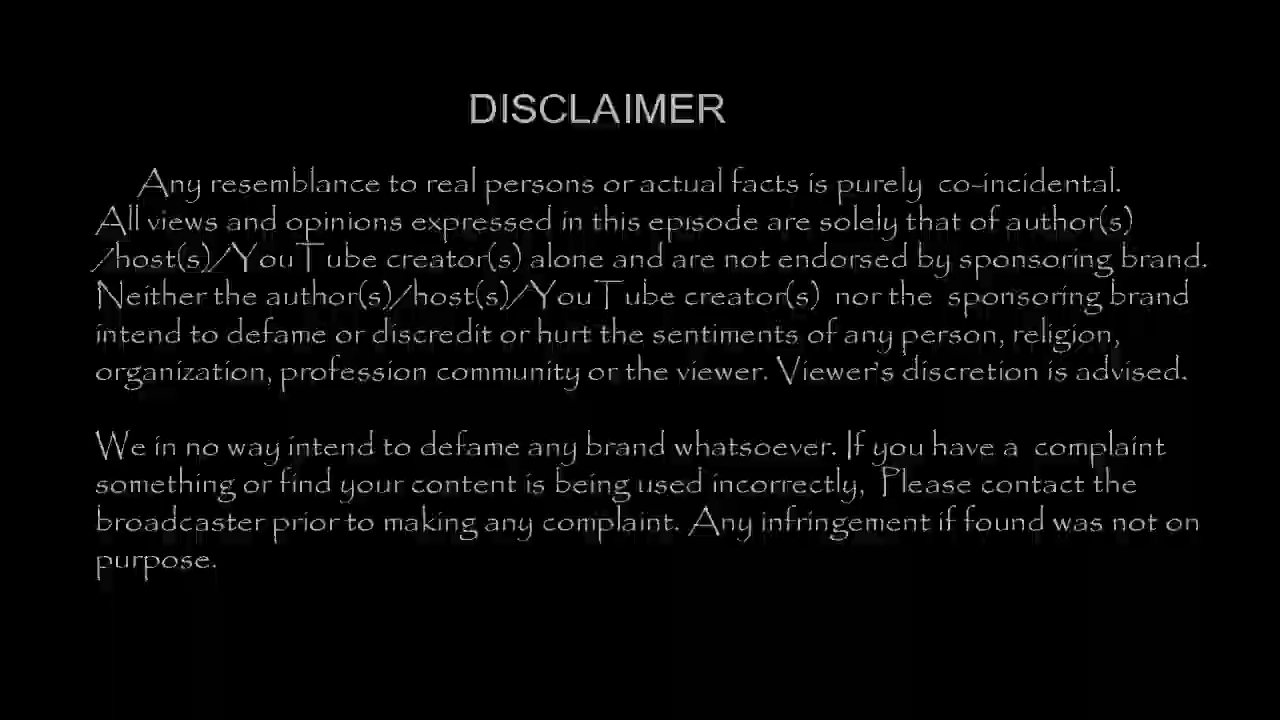 DISCLAIMER
Any resemblance to real persons or actual facts is purely co-incidental.
All views and opinions expressed in this episode are solely that of author(s)
/host(s)/YouTube creator(s) alone and are not endorsed by sponsoring brand.
Neither the author(s)/host(s)/YouTube creator(s) nor the sponsoring brand
intend to defame or discredit or hurt the sentiments of any person, religion,
organization, profession community or the viewer. Viewer's discretion is advised.
We in no way intend to defame any brand whatsoever. If you have a complaint
something or find your content is being used incorrectly, Please contact the
broadcaster prior to making any complaint. Any infringement if found was not on
purpose.